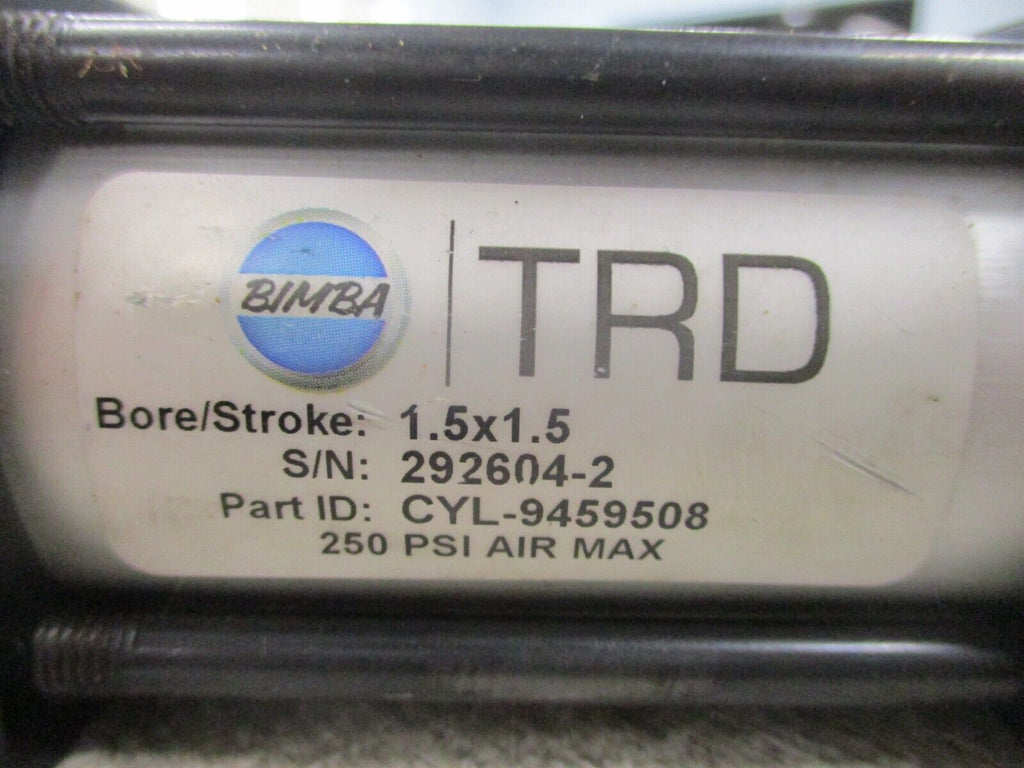 BIMBA TRD
Bore/Stroke: 1.5x1.5
S/N: 292604-2
Part ID: CYL-9459508
250 PSI AIR MAX